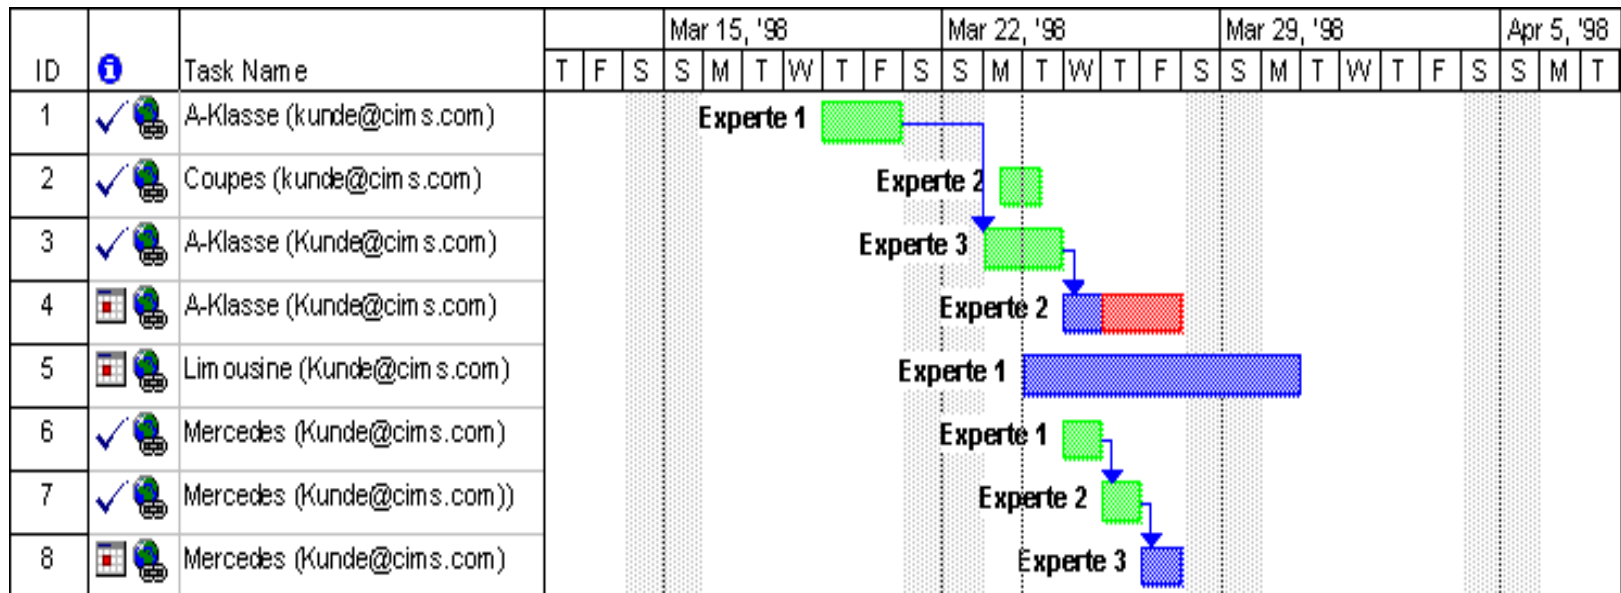 Mar 15, '98 Mar 22, '98 Mar 29, '98 Apr 5, '98
ID i Task Name T F S S M T W T F S S M T W T F S S M T W T F S S M T
1 A-Klasse (kunde@cims.com) Experte 1
2 Coupes (kunde@cims.com) Experte 2
3 A-Klasse (Kunde@cims.com) Experte 3
4 A-Klasse (Kunde@cims.com) Experte 2
5 Limousine (Kunde@cims.com) Experte 1
6 Mercedes (Kunde@cims.com) Experte 1
7 Mercedes (Kunde@cims.com)) Experte 2
8 Mercedes (Kunde@cims.com) Experte 3